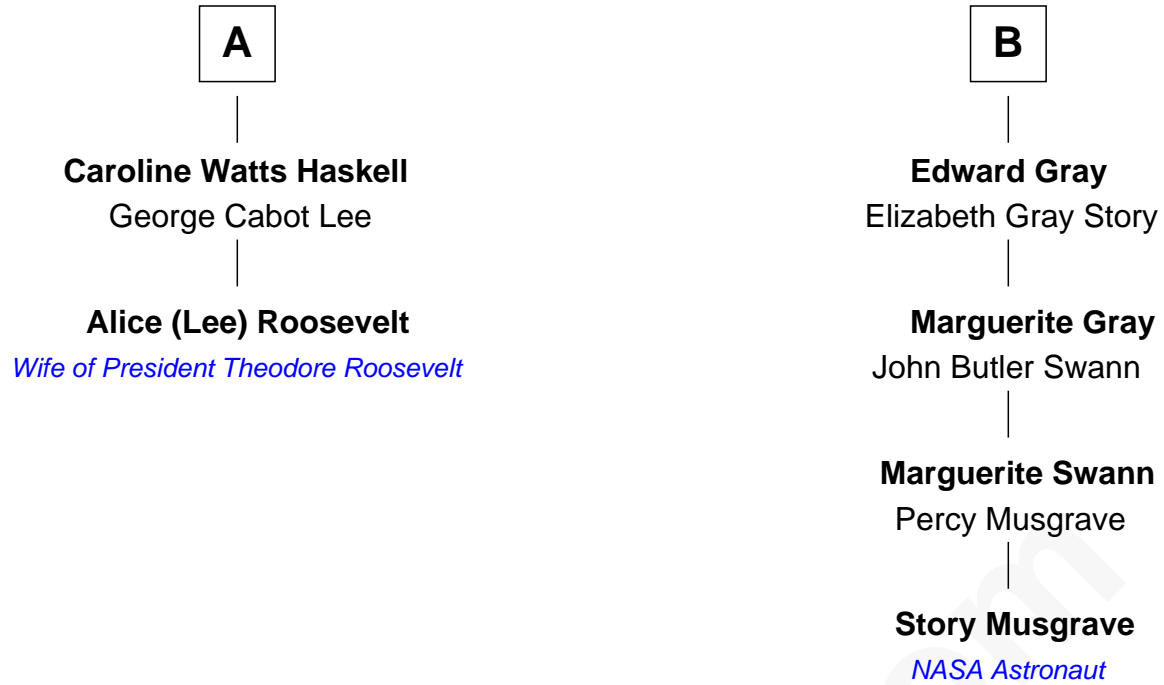 A
Caroline Watts Haskell
George Cabot Lee
Alice (Lee) Roosevelt
Wife of President Theodore Roosevelt
B
Edward Gray
Elizabeth Gray Story
Marguerite Gray
John Butler Swann
Marguerite Swann
Percy Musgrave
Story Musgrave
NASA Astronaut